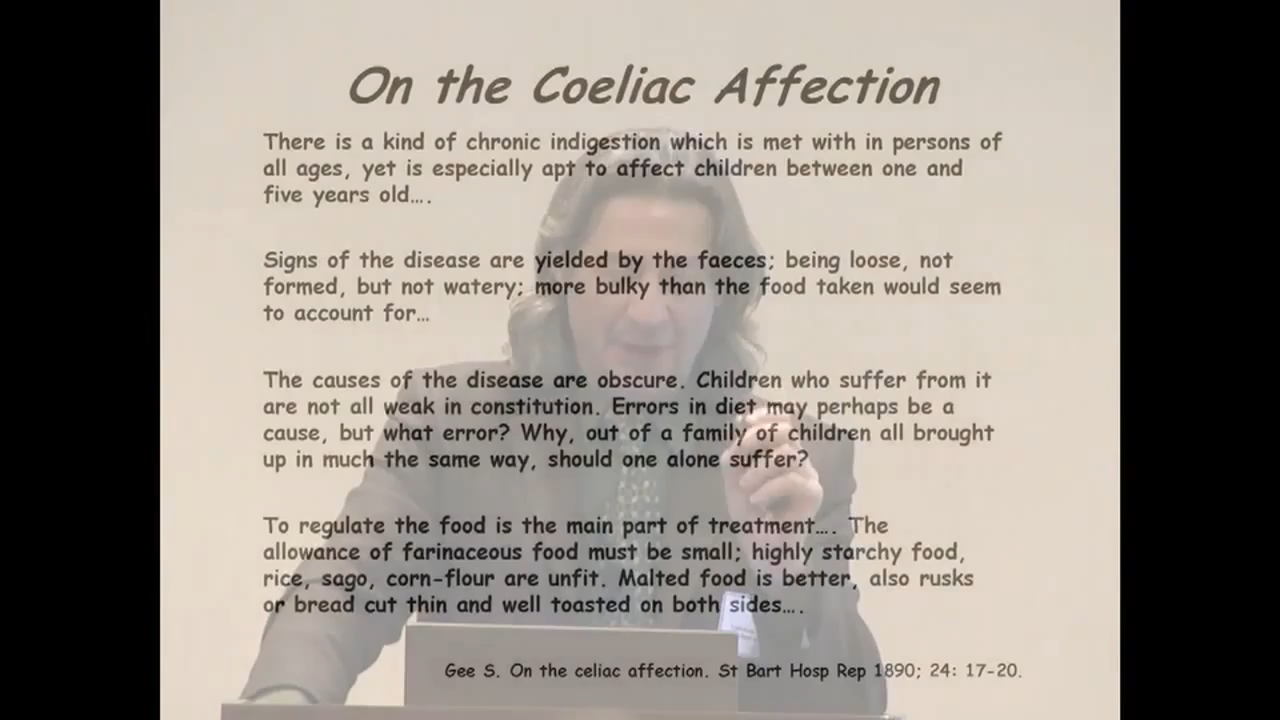 On the Coeliac Affection
There is a kind of chronic indigestion which is met with in persons of
all ages, yet is especially apt to affect children between one and
five years old….
Signs of the disease are yielded by the faeces; being loose, not
formed, but not watery; more bulky than the food taken would seem
to account for…
The causes of the disease are obscure. Children who suffer from it
are not all weak in constitution. Errors in diet may perhaps be a
cause, but what error? Why, out of a family of children all brought
up in much the same way, should one alone suffer?
To regulate the food is the main part of treatment…. The
allowance of farinaceous food must be small; highly starchy food,
rice, sago, corn-flour are unfit. Malted food is better, also rusks
or bread cut thin and well toasted on both sides….
Gee S. On the celiac affection. St Bart Hosp Rep 1890; 24: 17-20.